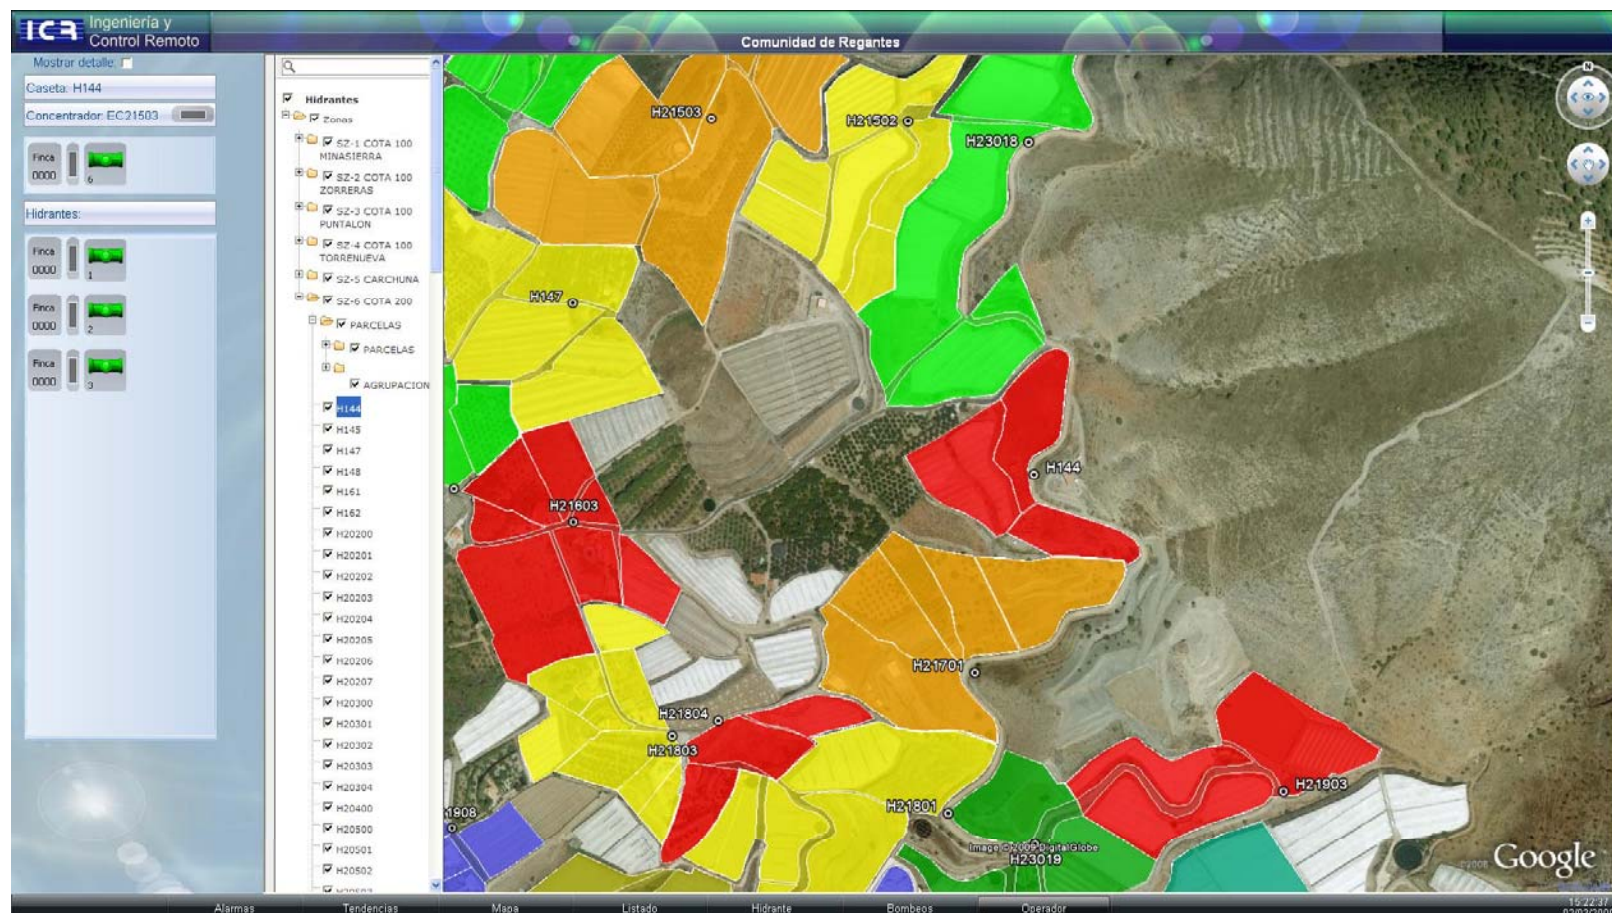 ICR Ingeniería y
Control Remoto
Comunidad de Regantes
Mostrar detalle:
Caseta: H144
Concentrador: EC21503
Finca
0000
6
Hidrantes:
Finca
0000
1
Finca
0000
2
Finca
0000
3
Hidrantes
Zonas
SZ-1 COTA 100
MINASIERRA
SZ-2 COTA 100
ZORRERAS
SZ-3 COTA 100
PUNTALON
SZ-4 COTA 100
TORRENUEVA
SZ-5 CARCHUNA
SZ-6 COTA 200
PARCELAS
PARCELAS
AGRUPACION
H144
H145
H147
H148
H161
H162
H20200
H20201
H20202
H20203
H20204
H20205
H20206
H20207
H20300
H20301
H20302
H20303
H20304
H20400
H20500
H20501
H20502
H21503
H21502
H23018
N
H147
H144
H21603
H21701
H21804
H21803
H21903
H21801
1908
Image © 2009 DigitalGlobe
H23019
©2008 Google
Alarmas
Tendencias
Mapa
Listado
Hidrante
Bombeos
Operador
15:22:37